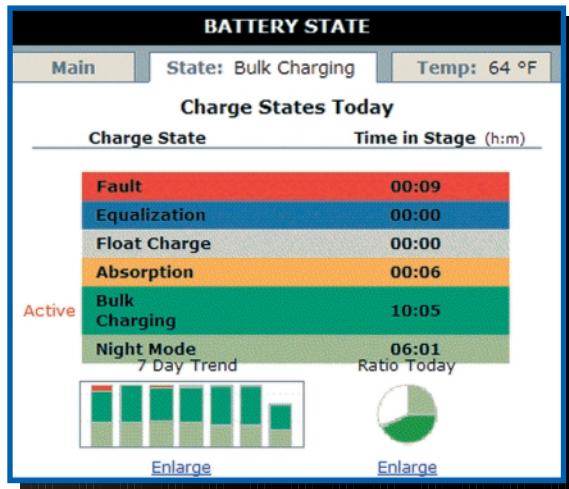 BATTERY STATE
Main State: Bulk Charging Temp: 64 °F
Charge States Today
Charge State Time in Stage (h:m)
Fault 00:09
Equalization 00:00
Float Charge 00:00
Absorption 00:06
Active Bulk Charging 10:05
Night Mode 06:01
7 Day Trend Ratio Today
Enlarge Enlarge